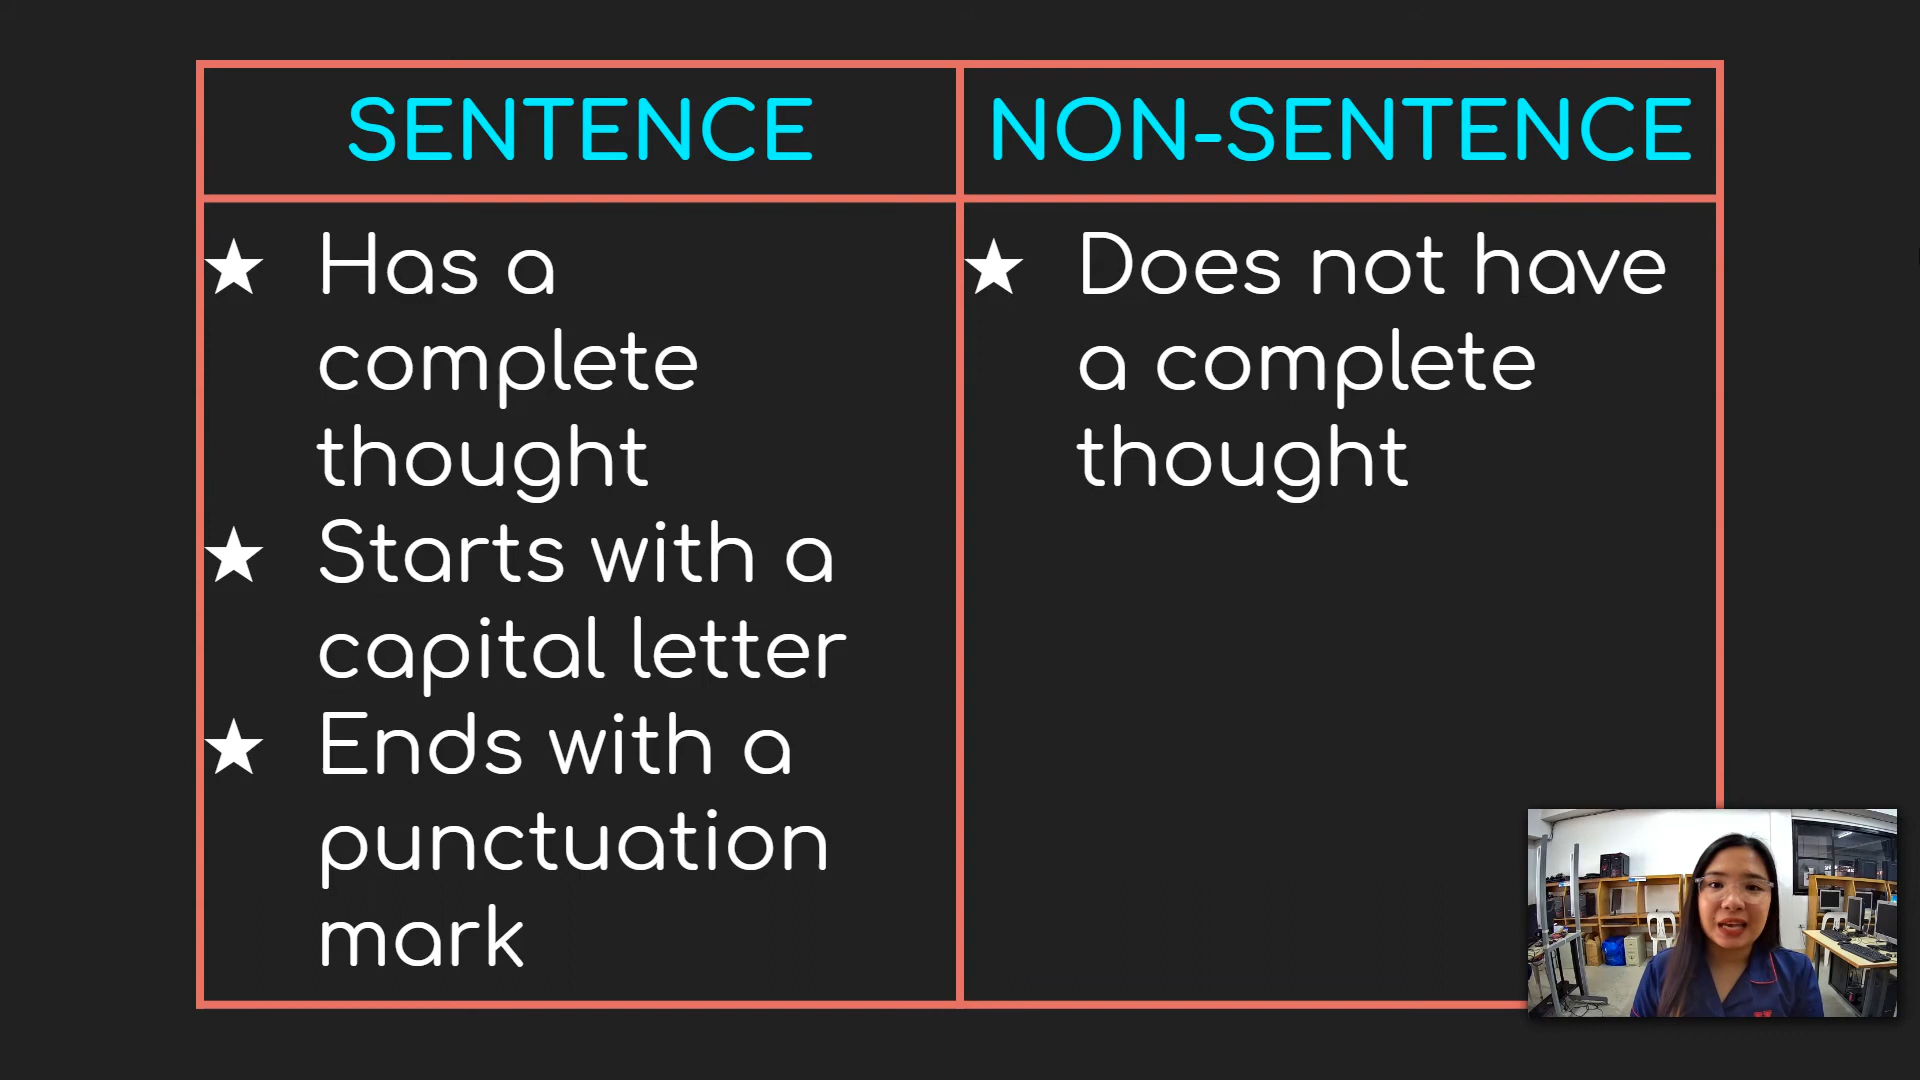 SENTENCE
NON-SENTENCE
★ Has a
complete
thought
★ Starts with a
capital letter
★ Ends with a
punctuation
mark
★ Does not have
a complete
thought